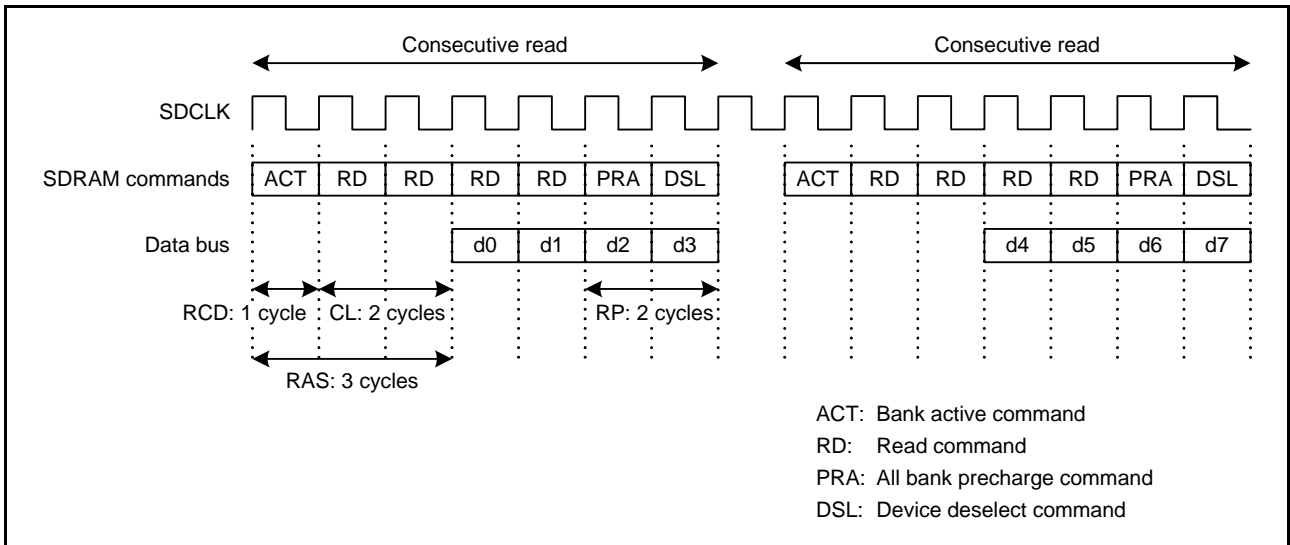 Consecutive read Consecutive read
SDCLK
SDRAM commands ACT RD RD RD RD PRA DSL ACT RD RD RD RD PRA DSL
Data bus d0 d1 d2 d3 d4 d5 d6 d7
RCD: 1 cycle CL: 2 cycles RP: 2 cycles
RAS: 3 cycles
ACT: Bank active command
RD: Read command
PRA: All bank precharge command
DSL: Device deselect command